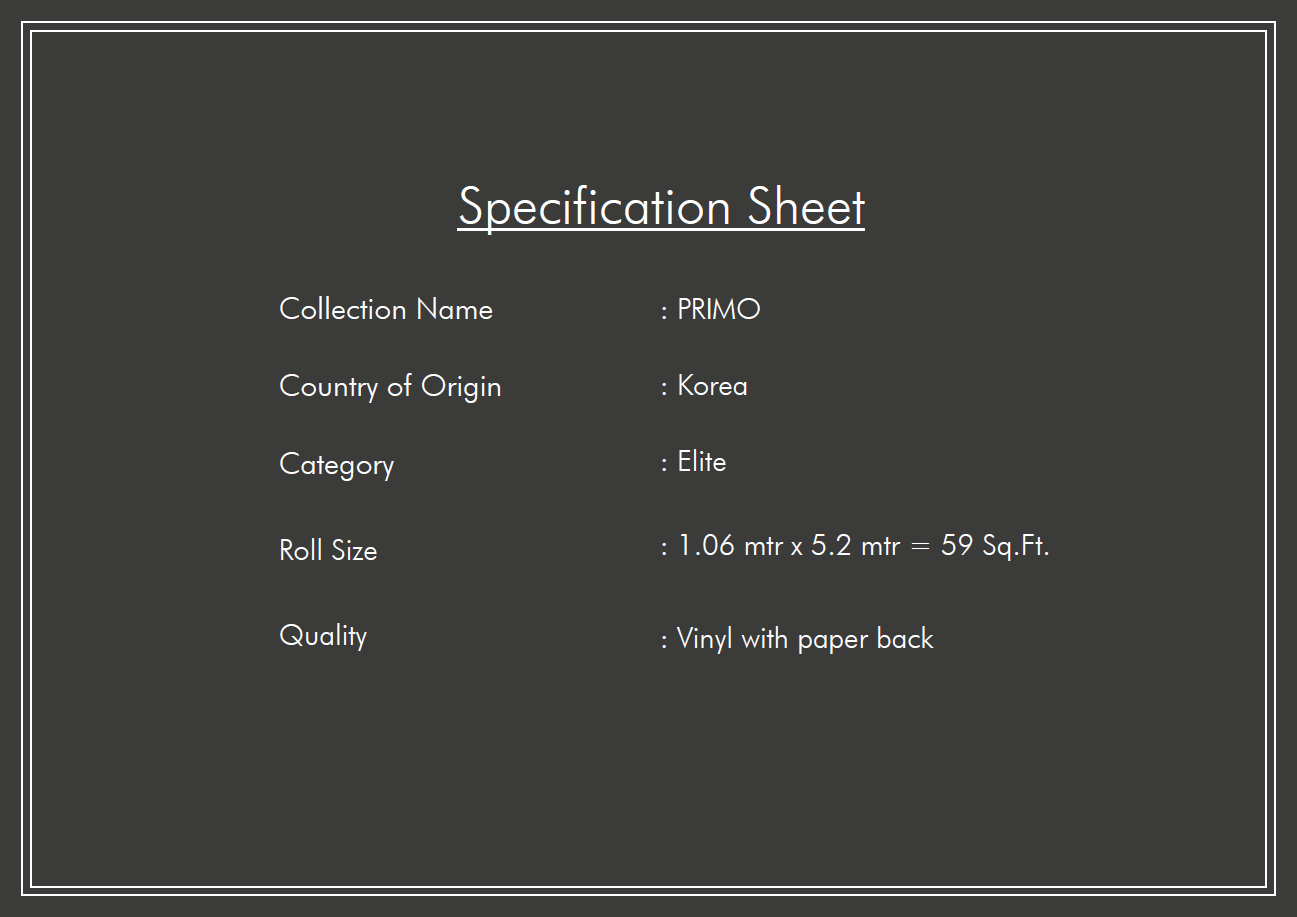 Specification Sheet
Collection Name : PRIMO
Country of Origin : Korea
Category : Elite
Roll Size : 1.06 mtr x 5.2 mtr = 59 Sq.Ft.
Quality : Vinyl with paper back